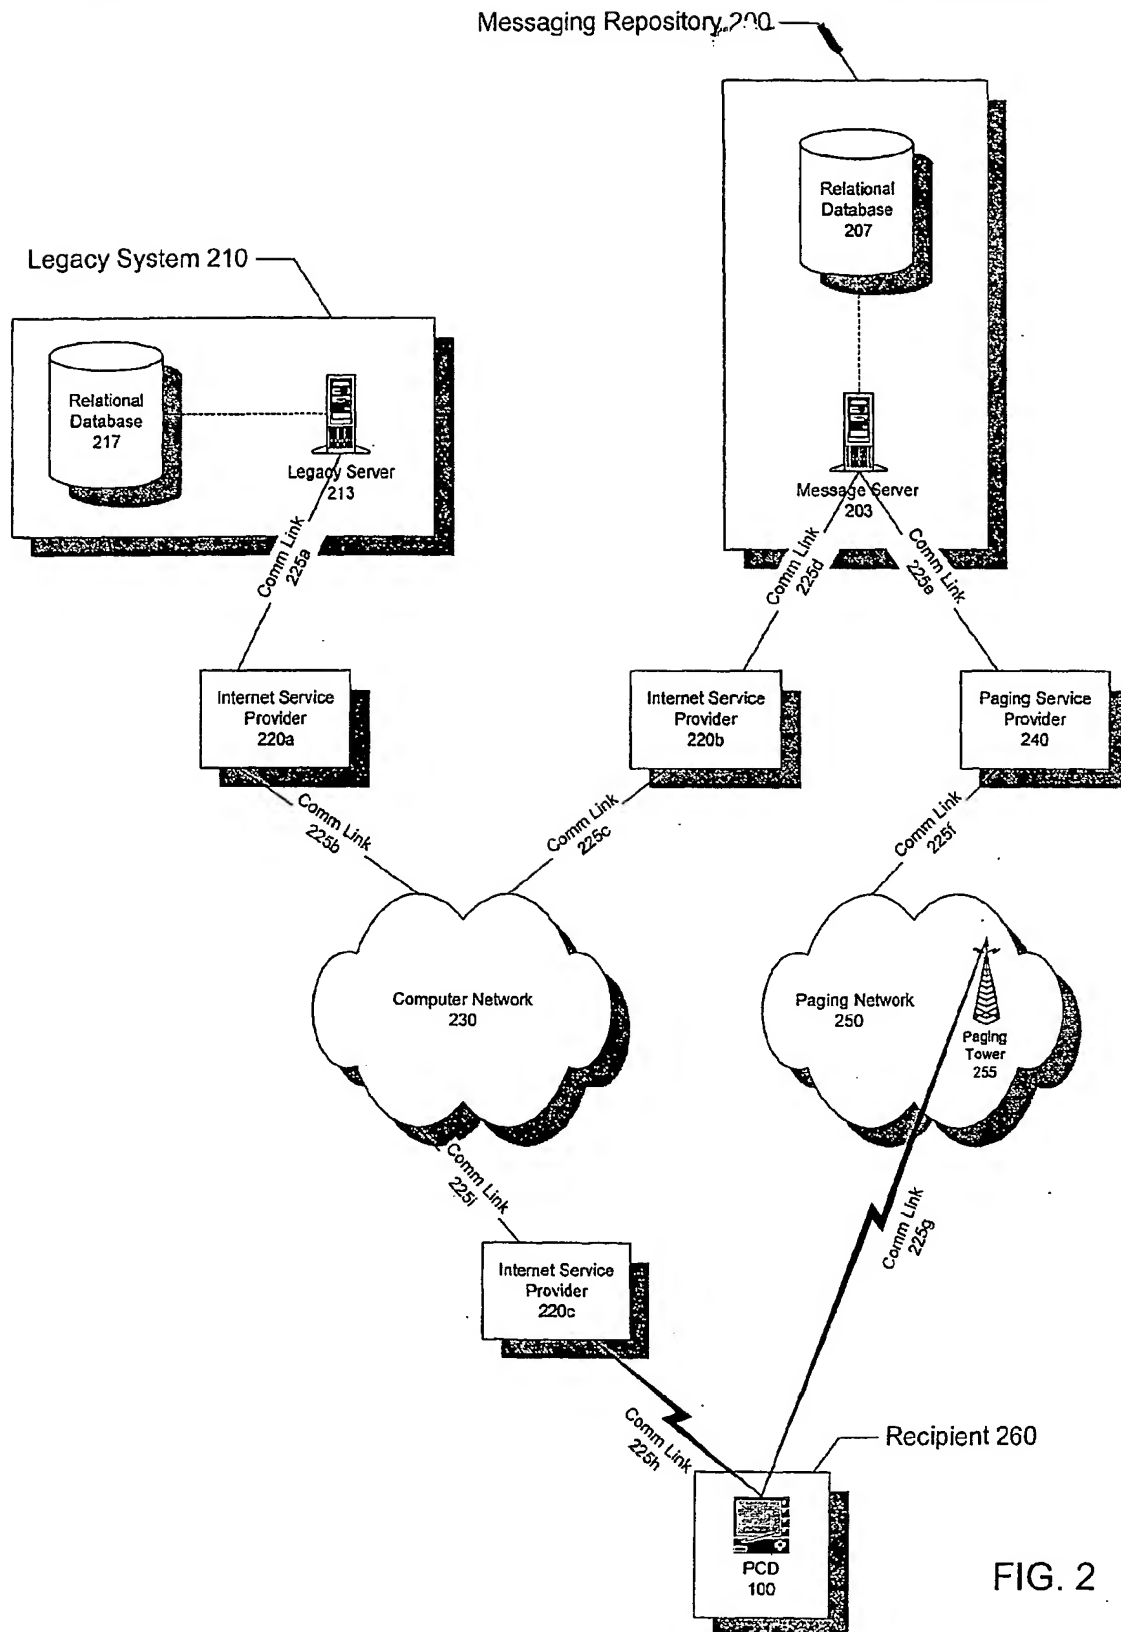 Messaging Repository 200
Relational
Database
207
Legacy System 210
Relational
Database
217
Legacy Server
213
Message Server
203
Comm Link
225a
Comm Link
225d
Comm Link
225e
Internet Service
Provider
220a
Internet Service
Provider
220b
Paging Service
Provider
240
Comm Link
225b
Comm Link
225c
Comm Link
225f
Computer Network
230
Paging Network
250
Paging
Tower
255
Comm Link
225i
Comm Link
225g
Internet Service
Provider
220c
Comm Link
225h
Recipient 260
PCD
100
FIG. 2